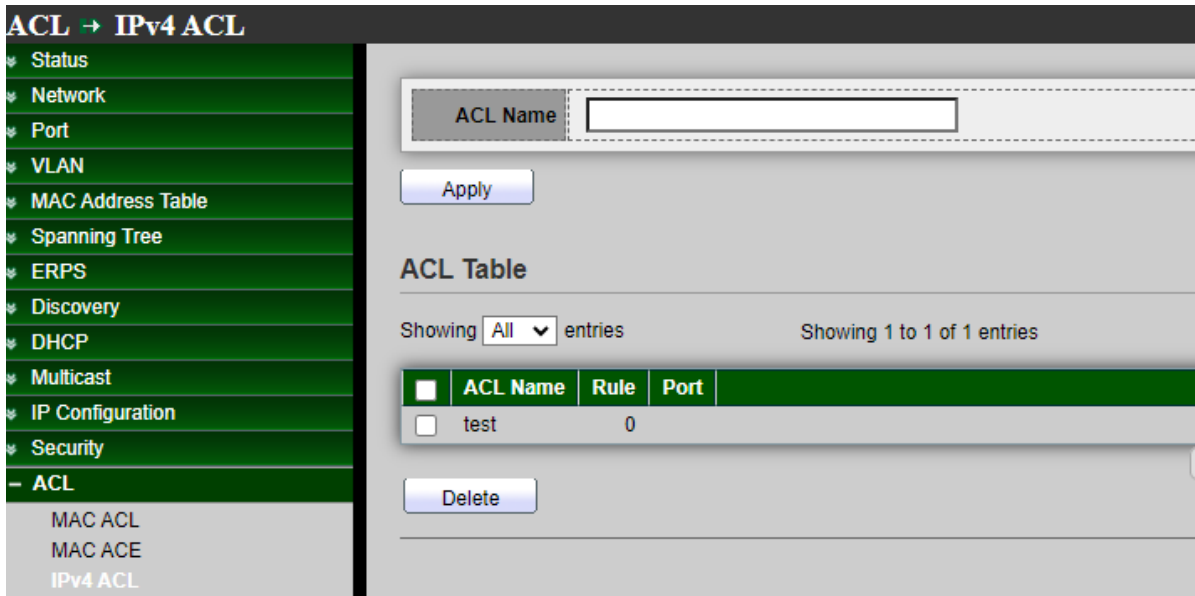 ACL → IPv4 ACL
Status
Network
Port
VLAN
MAC Address Table
Spanning Tree
ERPS
Discovery
DHCP
Multicast
IP Configuration
Security
ACL
MAC ACL
MAC ACE
IPv4 ACL
ACL Name
Apply
ACL Table
Showing All entries Showing 1 to 1 of 1 entries
ACL Name Rule Port
test 0
Delete